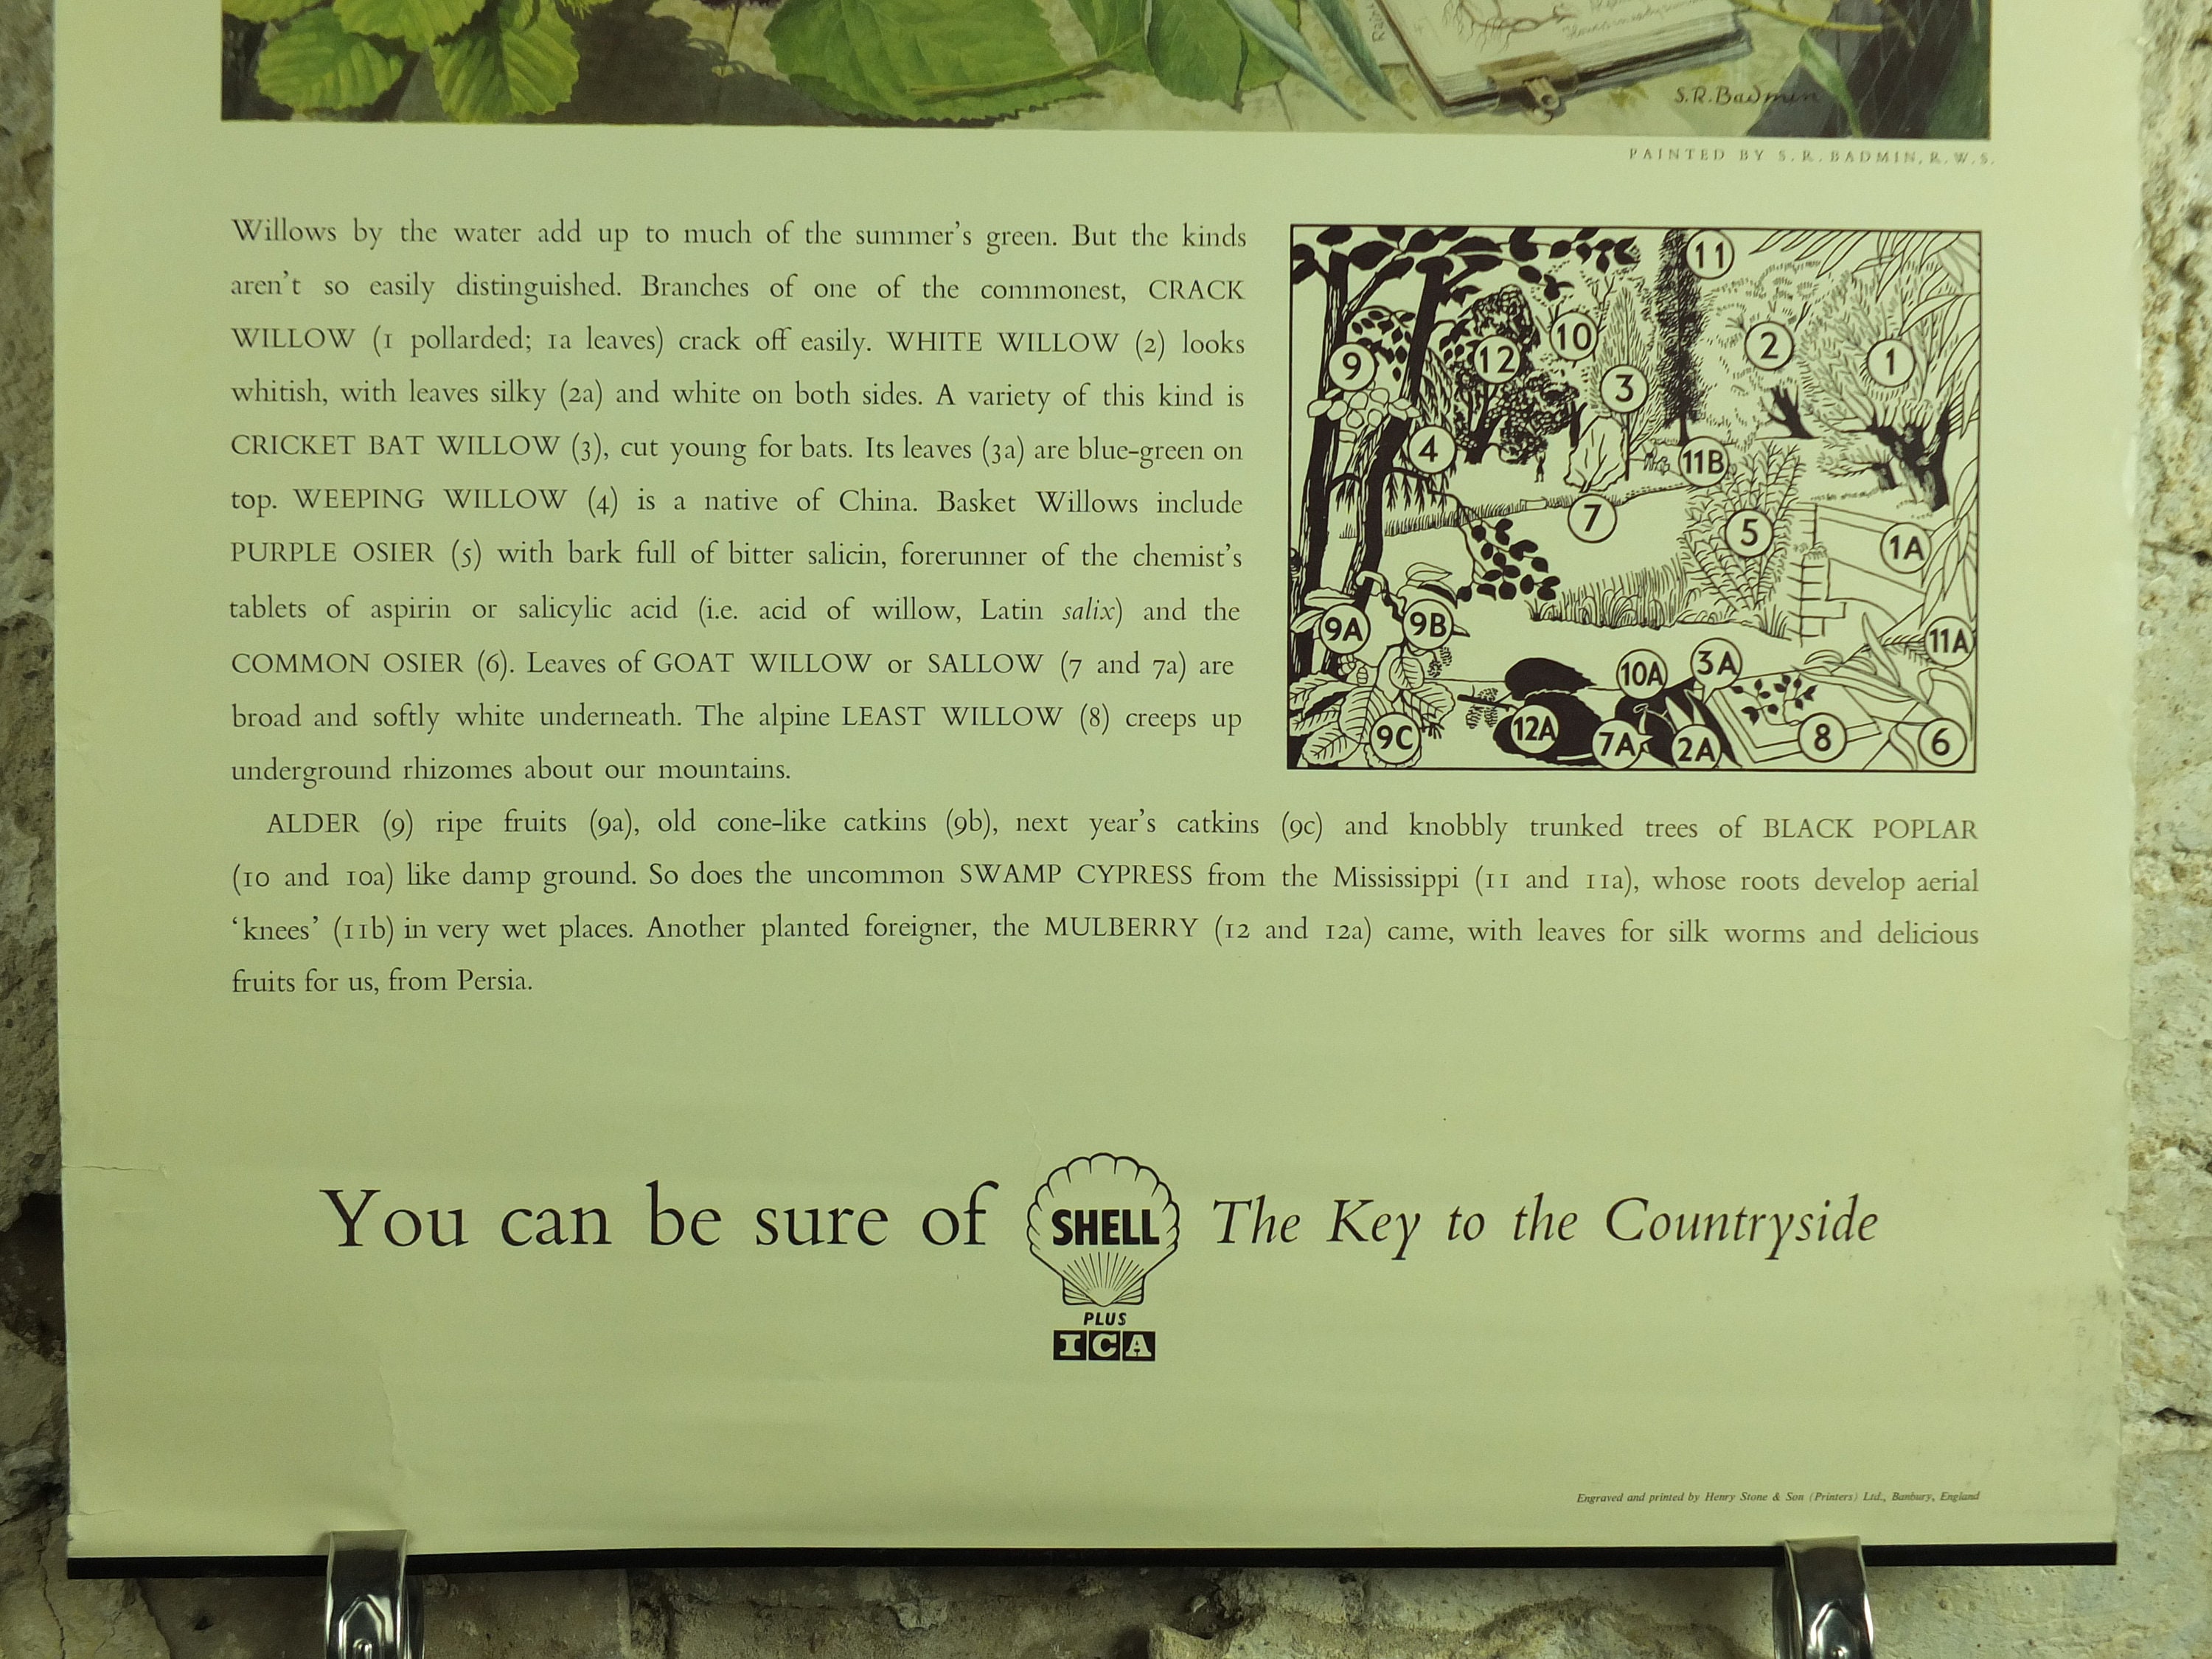 S.R.Badmin
PAINTED BY S.R. BADMIN, R.W.S.
Willows by the water add up to much of the summer's green. But the kinds
aren't so easily distinguished. Branches of one of the commonest, CRACK
WILLOW (1 pollarded; 1a leaves) crack off easily. WHITE WILLOW (2) looks
whitish, with leaves silky (2a) and white on both sides. A variety of this kind is
CRICKET BAT WILLOW (3), cut young for bats. Its leaves (3a) are blue-green on
top. WEEPING WILLOW (4) is a native of China. Basket Willows include
PURPLE OSIER (5) with bark full of bitter salicin, forerunner of the chemist's
tablets of aspirin or salicylic acid (i.e. acid of willow, Latin salix) and the
COMMON OSIER (6). Leaves of GOAT WILLOW or SALLOW (7 and 7a) are
broad and softly white underneath. The alpine LEAST WILLOW (8) creeps up
underground rhizomes about our mountains.
11
10
2
9
12
1
3
4
11B
7
5
1A
9A
9B
11A
10A
3A
9C
12A
7A
2A
8
6
ALDER (9) ripe fruits (9a), old cone-like catkins (9b), next year's catkins (9c) and knobbly trunked trees of BLACK POPLAR
(10 and 10a) like damp ground. So does the uncommon SWAMP CYPRESS from the Mississippi (11 and 11a), whose roots develop aerial
'knees' (11b) in very wet places. Another planted foreigner, the MULBERRY (12 and 12a) came, with leaves for silk worms and delicious
fruits for us, from Persia.
You can be sure of SHELL The Key to the Countryside
PLUS
ICA
Engraved and printed by Henry Stone & Son (Printers) Ltd., Banbury, England